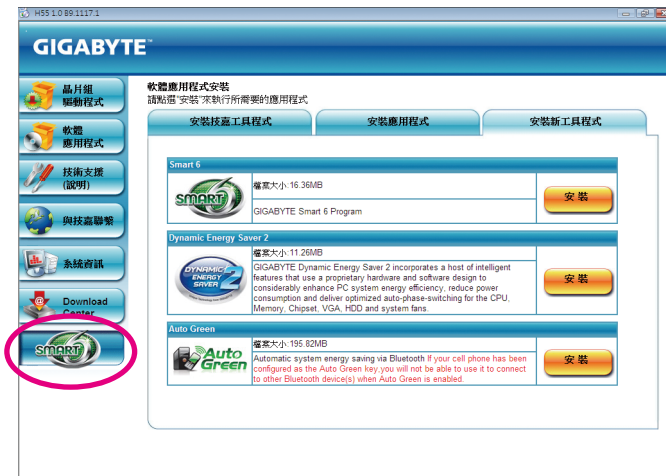 H55 1.0 B9.1117.1
GIGABYTE™
晶片組
驅動程式
軟體
應用程式
技術支援
(說明)
與技嘉聯繫
系統資訊
Download
Center
SMART 6
軟體應用程式安裝
請點選"安裝"來執行所需要的應用程式
安裝技嘉工具程式
安裝應用程式
安裝新工具程式
Smart 6
SMART 6
檔案大小:16.36MB
GIGABYTE Smart 6 Program
安裝
Dynamic Energy Saver 2
DYNAMIC
ENERGY
SAVER 2
檔案大小:11.26MB
GIGABYTE Dynamic Energy Saver 2 incorporates a host of intelligent
features that use a proprietary hardware and software design to
considerably enhance PC system energy efficiency, reduce power
consumption and deliver optimized auto-phase-switching for the CPU,
Memory, Chipset, VGA, HDD and system fans.
安裝
Auto Green
Auto
Green
檔案大小:195.82MB
Automatic system energy saving via Bluetooth If your cell phone has been
configured as the Auto Green key,you will not be able to use it to connect
to other Bluetooth device(s) when Auto Green is enabled.
安裝